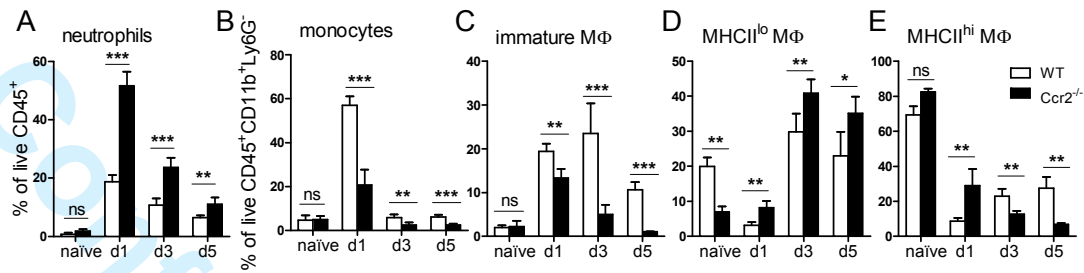 A
neutrophils
% of live CD45⁺
60
40
20
0
ns
***
***
**
naïve d1 d3 d5
B
monocytes
% of live CD45⁺CD11b⁺Ly6G⁻
80
60
40
20
0
ns
***
**
***
naïve d1 d3 d5
C
immature MΦ
40
30
20
10
0
ns
**
***
***
naïve d1 d3 d5
D
MHCIIˡᵒ MΦ
50
40
30
20
10
0
**
**
**
*
naïve d1 d3 d5
E
MHCIIʰⁱ MΦ
100
80
60
40
20
0
ns
**
**
**
naïve d1 d3 d5
WT
Ccr2⁻/⁻